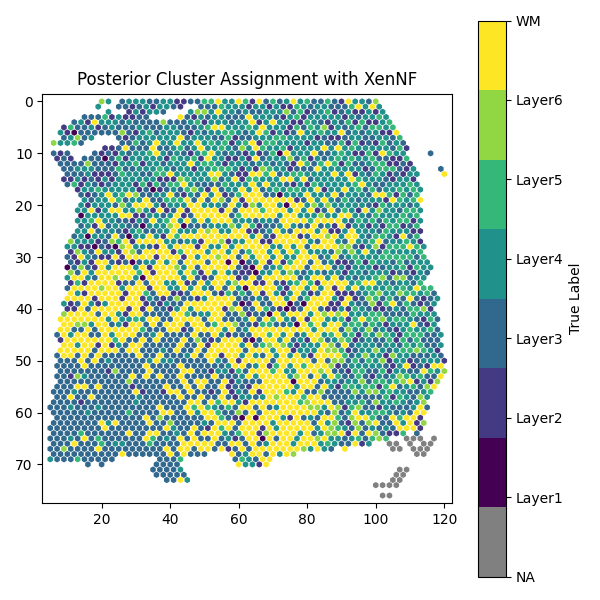 Posterior Cluster Assignment with XenNF
0
10
20
30
40
50
60
70
20
40
60
80
100
120
WM
Layer6
Layer5
Layer4
Layer3
Layer2
Layer1
NA
True Label